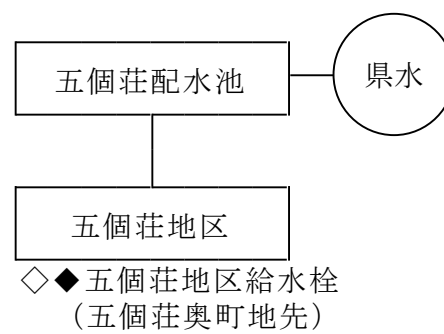 五個荘配水池
県水
五個荘地区
◇◆五個荘地区給水栓
（五個荘奥町地先）